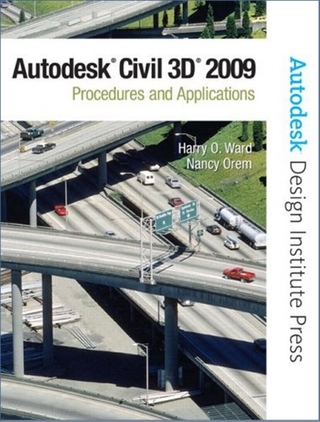 Autodesk® Civil 3D® 2009
Procedures and Applications
Harry O. Ward
Nancy Orem
Autodesk Design Institute Press